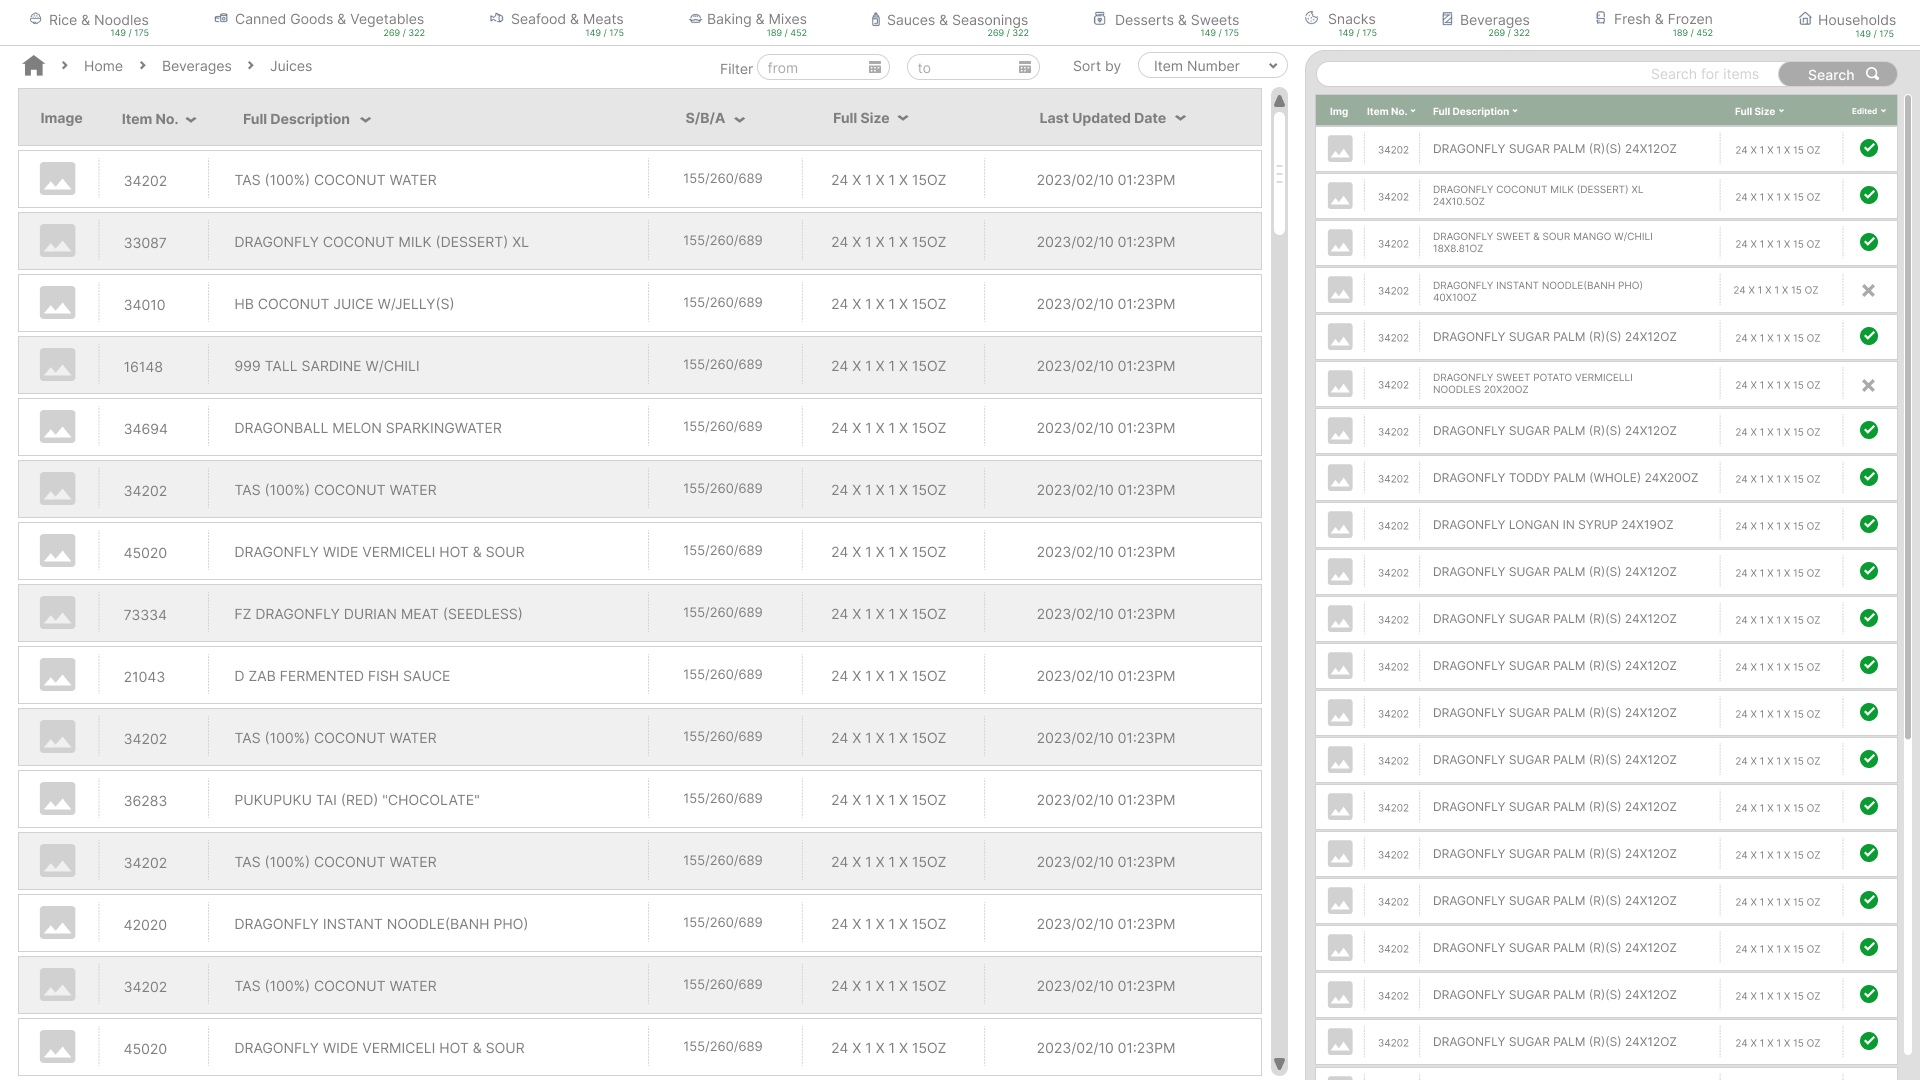 Rice & Noodles
149 / 175
Canned Goods & Vegetables
269 / 322
Seafood & Meats
149 / 175
Baking & Mixes
189 / 452
Sauces & Seasonings
269 / 322
Desserts & Sweets
149 / 175
Snacks
149 / 175
Beverages
269 / 322
Fresh & Frozen
189 / 452
Households
149 / 175
Home Beverages Juices
Filter from to Sort by Item Number
Image Item No. Full Description S/B/A Full Size Last Updated Date
34202 TAS (100%) COCONUT WATER 155/260/689 24 X 1 X 1 X 15OZ 2023/02/10 01:23PM
33087 DRAGONFLY COCONUT MILK (DESSERT) XL 155/260/689 24 X 1 X 1 X 15OZ 2023/02/10 01:23PM
34010 HB COCONUT JUICE W/JELLY(S) 155/260/689 24 X 1 X 1 X 15OZ 2023/02/10 01:23PM
16148 999 TALL SARDINE W/CHILI 155/260/689 24 X 1 X 1 X 15OZ 2023/02/10 01:23PM
34694 DRAGONBALL MELON SPARKINGWATER 155/260/689 24 X 1 X 1 X 15OZ 2023/02/10 01:23PM
34202 TAS (100%) COCONUT WATER 155/260/689 24 X 1 X 1 X 15OZ 2023/02/10 01:23PM
45020 DRAGONFLY WIDE VERMICELI HOT & SOUR 155/260/689 24 X 1 X 1 X 15OZ 2023/02/10 01:23PM
73334 FZ DRAGONFLY DURIAN MEAT (SEEDLESS) 155/260/689 24 X 1 X 1 X 15OZ 2023/02/10 01:23PM
21043 D ZAB FERMENTED FISH SAUCE 155/260/689 24 X 1 X 1 X 15OZ 2023/02/10 01:23PM
34202 TAS (100%) COCONUT WATER 155/260/689 24 X 1 X 1 X 15OZ 2023/02/10 01:23PM
36283 PUKUPUKU TAI (RED) "CHOCOLATE" 155/260/689 24 X 1 X 1 X 15OZ 2023/02/10 01:23PM
34202 TAS (100%) COCONUT WATER 155/260/689 24 X 1 X 1 X 15OZ 2023/02/10 01:23PM
42020 DRAGONFLY INSTANT NOODLE(BANH PHO) 155/260/689 24 X 1 X 1 X 15OZ 2023/02/10 01:23PM
34202 TAS (100%) COCONUT WATER 155/260/689 24 X 1 X 1 X 15OZ 2023/02/10 01:23PM
45020 DRAGONFLY WIDE VERMICELI HOT & SOUR 155/260/689 24 X 1 X 1 X 15OZ 2023/02/10 01:23PM
Search for items Search
Img Item No. Full Description Full Size Edited
34202 DRAGONFLY SUGAR PALM (R)(S) 24X12OZ 24 X 1 X 1 X 15 OZ
34202 DRAGONFLY COCONUT MILK (DESSERT) XL
24X10.5OZ 24 X 1 X 1 X 15 OZ
34202 DRAGONFLY SWEET & SOUR MANGO W/CHILI
18X8.81OZ 24 X 1 X 1 X 15 OZ
34202 DRAGONFLY INSTANT NOODLE(BANH PHO)
40X10OZ 24 X 1 X 1 X 15 OZ
34202 DRAGONFLY SUGAR PALM (R)(S) 24X12OZ 24 X 1 X 1 X 15 OZ
34202 DRAGONFLY SWEET POTATO VERMICELLI
NOODLES 20X20OZ 24 X 1 X 1 X 15 OZ
34202 DRAGONFLY SUGAR PALM (R)(S) 24X12OZ 24 X 1 X 1 X 15 OZ
34202 DRAGONFLY TODDY PALM (WHOLE) 24X20OZ 24 X 1 X 1 X 15 OZ
34202 DRAGONFLY LONGAN IN SYRUP 24X19OZ 24 X 1 X 1 X 15 OZ
34202 DRAGONFLY SUGAR PALM (R)(S) 24X12OZ 24 X 1 X 1 X 15 OZ
34202 DRAGONFLY SUGAR PALM (R)(S) 24X12OZ 24 X 1 X 1 X 15 OZ
34202 DRAGONFLY SUGAR PALM (R)(S) 24X12OZ 24 X 1 X 1 X 15 OZ
34202 DRAGONFLY SUGAR PALM (R)(S) 24X12OZ 24 X 1 X 1 X 15 OZ
34202 DRAGONFLY SUGAR PALM (R)(S) 24X12OZ 24 X 1 X 1 X 15 OZ
34202 DRAGONFLY SUGAR PALM (R)(S) 24X12OZ 24 X 1 X 1 X 15 OZ
34202 DRAGONFLY SUGAR PALM (R)(S) 24X12OZ 24 X 1 X 1 X 15 OZ
34202 DRAGONFLY SUGAR PALM (R)(S) 24X12OZ 24 X 1 X 1 X 15 OZ
34202 DRAGONFLY SUGAR PALM (R)(S) 24X12OZ 24 X 1 X 1 X 15 OZ
34202 DRAGONFLY SUGAR PALM (R)(S) 24X12OZ 24 X 1 X 1 X 15 OZ
34202 DRAGONFLY SUGAR PALM (R)(S) 24X12OZ 24 X 1 X 1 X 15 OZ